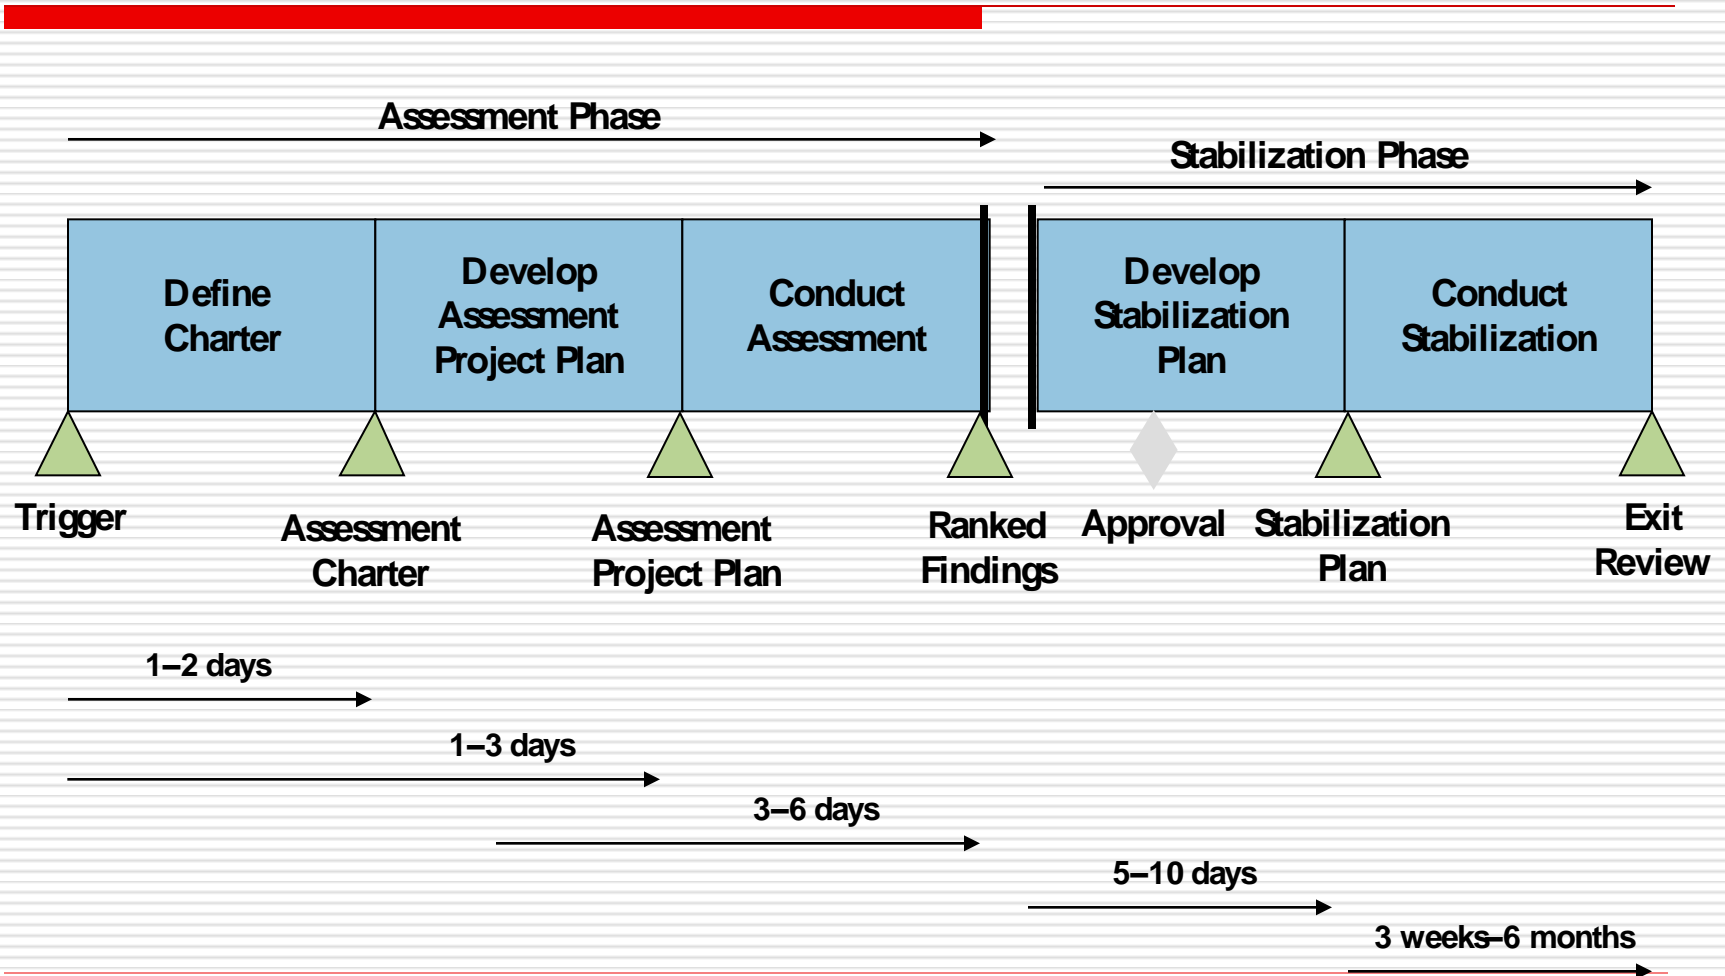 Assessment Phase
Stabilization Phase
Define
Charter
Develop
Assessment
Project Plan
Conduct
Assessment
Develop
Stabilization
Plan
Conduct
Stabilization
Trigger
Assessment
Charter
Assessment
Project Plan
Ranked
Findings
Approval
Stabilization
Plan
Exit
Review
1–2 days
1–3 days
3–6 days
5–10 days
3 weeks–6 months